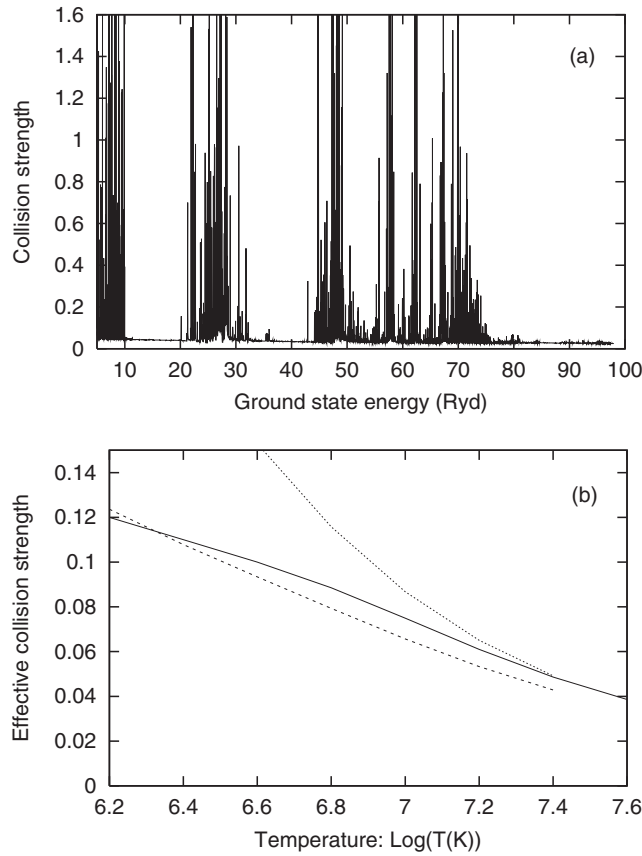 1.6
(a)
1.4
1.2
1
0.8
0.6
0.4
0.2
0
Collision strength
10 20 30 40 50 60 70 80 90 100
Ground state energy (Ryd)
0.14
(b)
0.12
0.1
0.08
0.06
0.04
0.02
0
Effective collision strength
6.2 6.4 6.6 6.8 7 7.2 7.4 7.6
Temperature: Log(T(K))